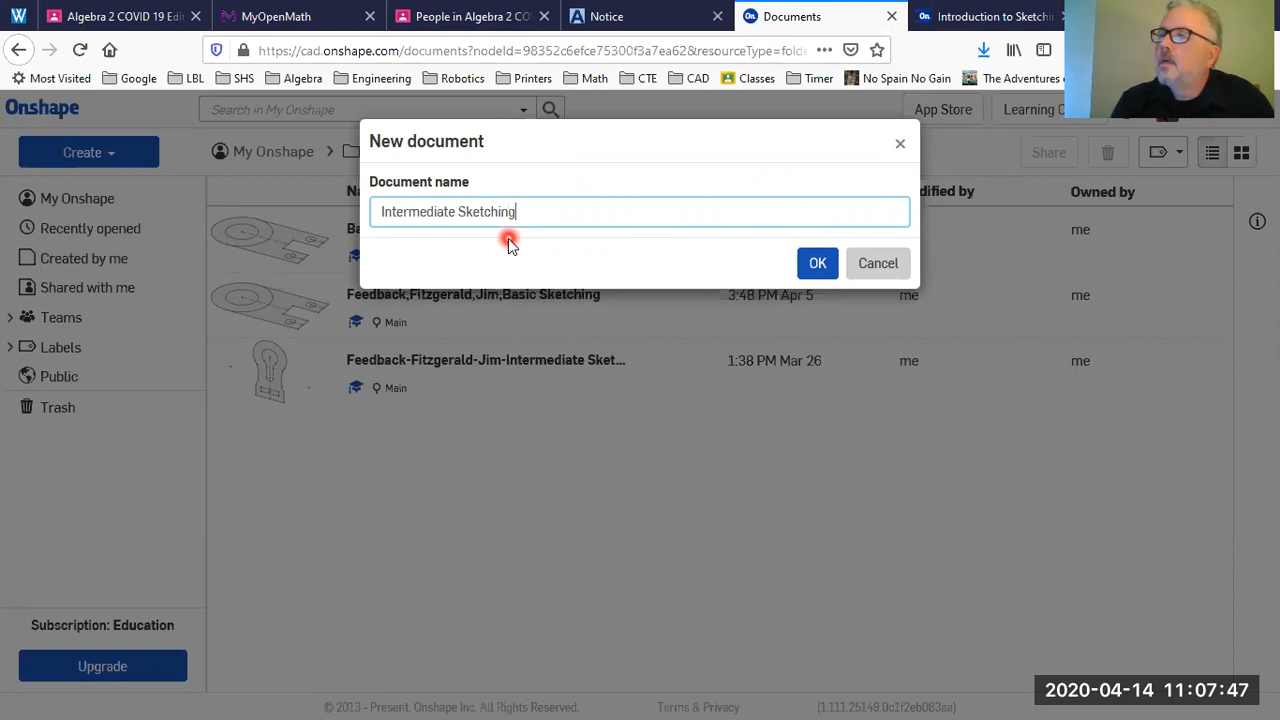 Algebra 2 COVID 19 Edi
MyOpenMath
People in Algebra 2 CO
Notice
Documents
Introduction to Sketchin
https://cad.onshape.com/documents?nodeId=98352c6efce75300f3a7ea62&resourceType=folde
Most Visited
Google
LBL
SHS
Algebra
Engineering
Robotics
Printers
Math
CTE
CAD
Classes
Timer
No Spain No Gain
The Adventures o
Onshape
Search in My Onshape
App Store
Learning C
Create
My Onshape
Share
New document
Document name
Intermediate Sketching
OK
Cancel
Na
dified by
Owned by
My Onshape
Recently opened
Created by me
Shared with me
Teams
Labels
Public
Trash
Ba
me
Feedback,Fitzgerald,Jim,Basic Sketching
3:48 PM Apr 5
me
me
Main
Feedback-Fitzgerald-Jim-Intermediate Sket...
1:38 PM Mar 26
me
me
Main
Subscription: Education
Upgrade
© 2013 - Present. Onshape Inc. All Rights Reserved.
Terms & Privacy
2020-04-14 11:07:47